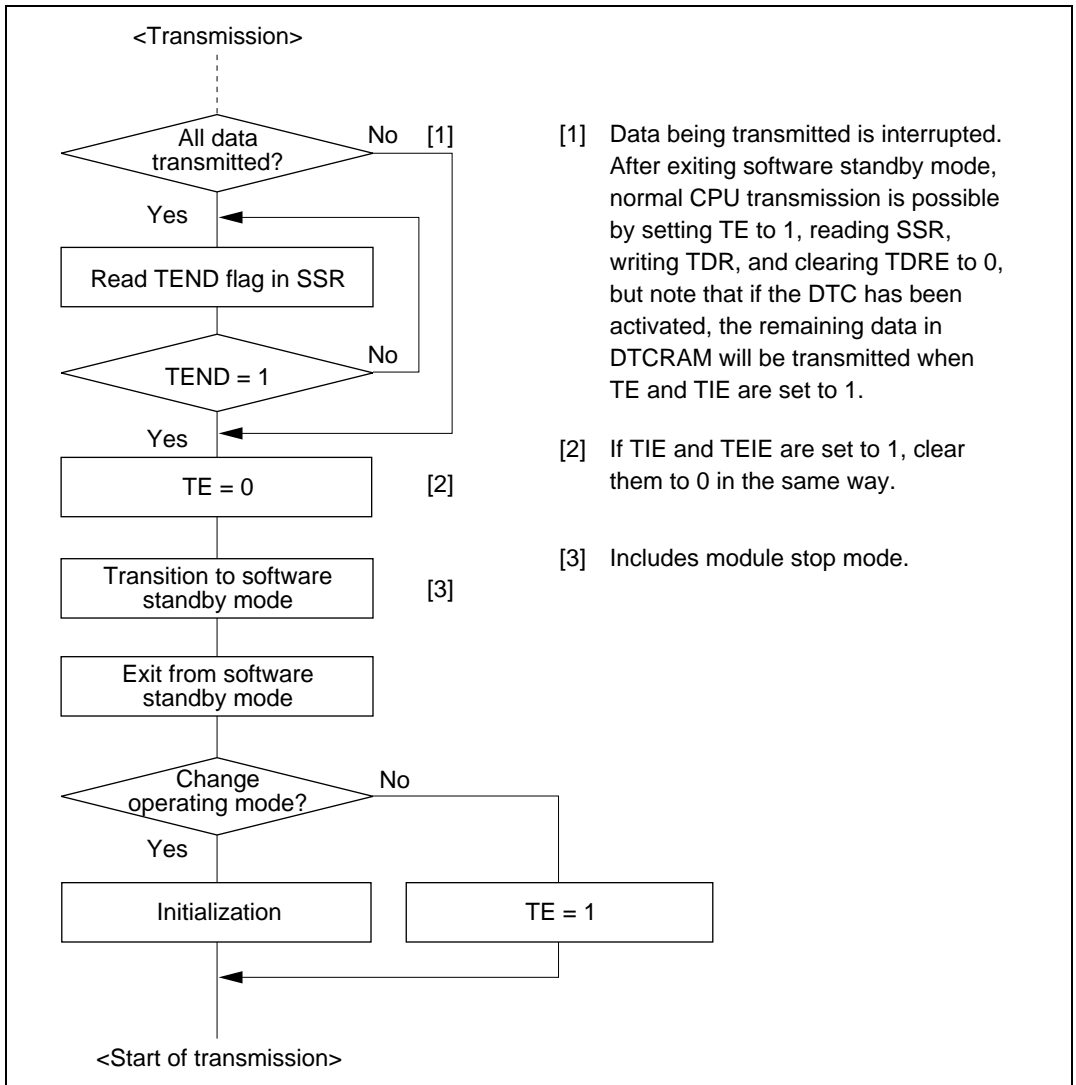 <Transmission>
All data
transmitted?
No
[1]
Yes
Read TEND flag in SSR
TEND = 1
No
Yes
TE = 0
[2]
Transition to software
standby mode
[3]
Exit from software
standby mode
Change
operating mode?
No
Yes
Initialization
TE = 1
<Start of transmission>
[1] Data being transmitted is interrupted.
After exiting software standby mode,
normal CPU transmission is possible
by setting TE to 1, reading SSR,
writing TDR, and clearing TDRE to 0,
but note that if the DTC has been
activated, the remaining data in
DTCRAM will be transmitted when
TE and TIE are set to 1.
[2] If TIE and TEIE are set to 1, clear
them to 0 in the same way.
[3] Includes module stop mode.